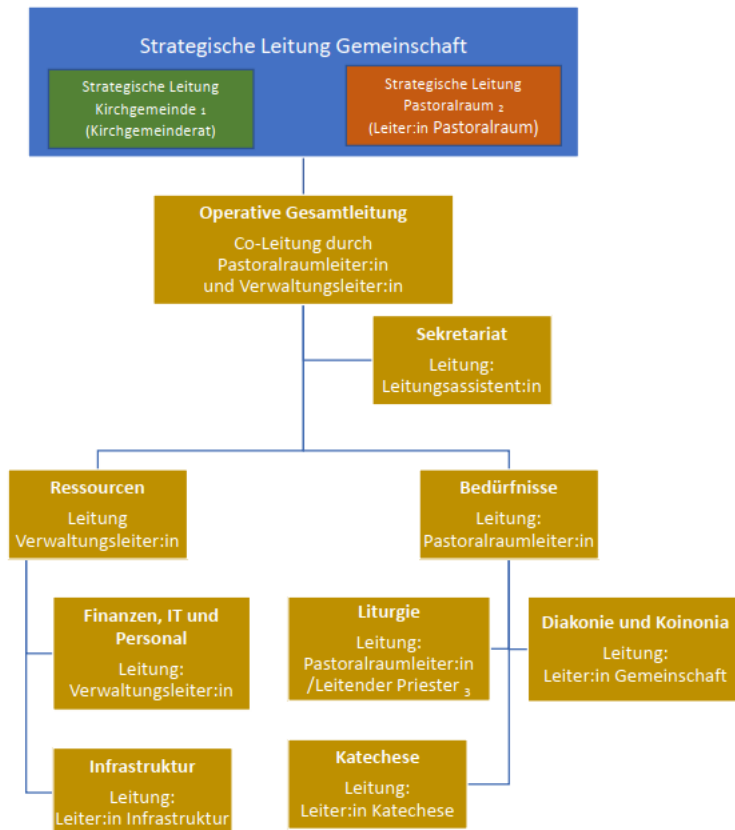 Strategische Leitung Gemeinschaft
Strategische Leitung
Kirchgemeinde 1
(Kirchgemeinderat)
Strategische Leitung
Pastoralraum 2
(Leiter:in Pastoralraum)
Operative Gesamtleitung
Co-Leitung durch
Pastoralraumleiter:in
und Verwaltungsleiter:in
Sekretariat
Leitung:
Leitungsassistent:in
Ressourcen
Leitung
Verwaltungsleiter:in
Bedürfnisse
Leitung:
Pastoralraumleiter:in
Finanzen, IT und
Personal
Leitung:
Verwaltungsleiter:in
Liturgie
Leitung:
Pastoralraumleiter:in
/Leitender Priester 3
Diakonie und Koinonia
Leitung:
Leiter:in Gemeinschaft
Infrastruktur
Leitung:
Leiter:in Infrastruktur
Katechese
Leitung:
Leiter:in Katechese